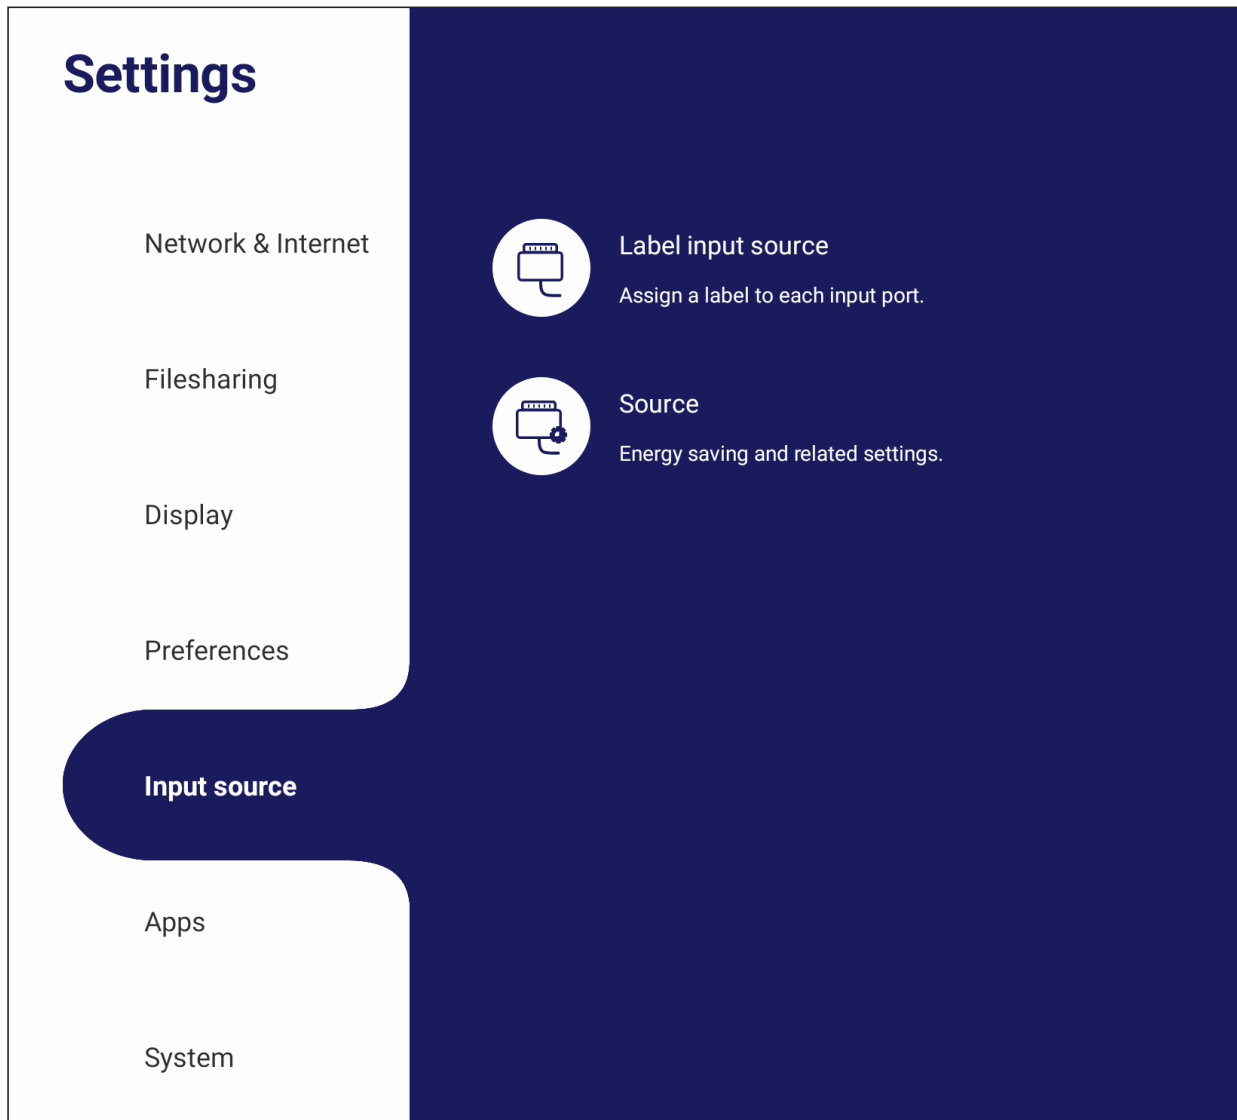 Settings
Network & Internet
Filesharing
Display
Preferences
Input source
Apps
System
Label input source
Assign a label to each input port.
Source
Energy saving and related settings.